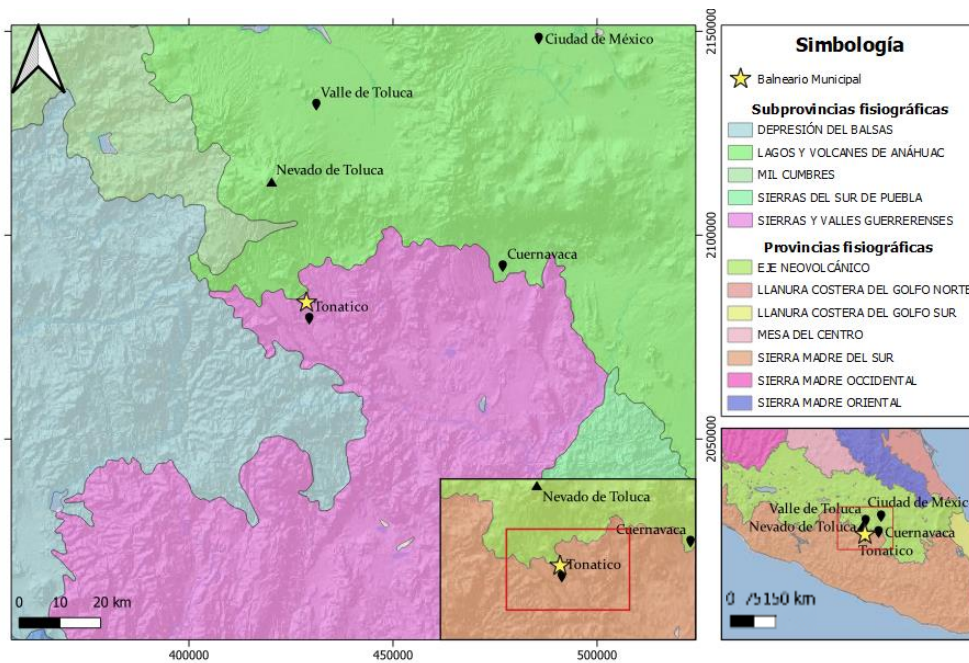 Ciudad de México
Valle de Toluca
Nevado de Toluca
Cuernavaca
Tonatico
2150000
2100000
2050000
0 10 20 km
400000
450000
500000
Nevado de Toluca
Cuernavaca
Tonatico
Simbología
Balneario Municipal
Subprovincias fisiográficas
DEPRESIÓN DEL BALSAS
LAGOS Y VOLCANES DE ANÁHUAC
MIL CUMBRES
SIERRAS DEL SUR DE PUEBLA
SIERRAS Y VALLES GUERRERENSES
Provincias fisiográficas
EJE NEOVOLCÁNICO
LLANURA COSTERA DEL GOLFO NORTE
LLANURA COSTERA DEL GOLFO SUR
MESA DEL CENTRO
SIERRA MADRE DEL SUR
SIERRA MADRE OCCIDENTAL
SIERRA MADRE ORIENTAL
Ciudad de Méxic
Valle de Toluca
Nevado de Toluca
Cuernavaca
Tonatico
0 75150 km